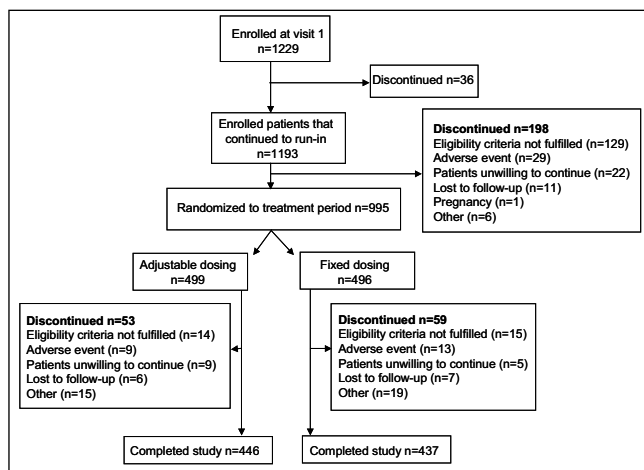 Enrolled at visit 1
n=1229
Discontinued n=36
Enrolled patients that
continued to run-in
n=1193
Discontinued n=198
Eligibility criteria not fulfilled (n=129)
Adverse event (n=29)
Patients unwilling to continue (n=22)
Lost to follow-up (n=11)
Pregnancy (n=1)
Other (n=6)
Randomized to treatment period n=995
Adjustable dosing
n=499
Fixed dosing
n=496
Discontinued n=53
Eligibility criteria not fulfilled (n=14)
Adverse event (n=9)
Patients unwilling to continue (n=9)
Lost to follow-up (n=6)
Other (n=15)
Discontinued n=59
Eligibility criteria not fulfilled (n=15)
Adverse event (n=13)
Patients unwilling to continue (n=5)
Lost to follow-up (n=7)
Other (n=19)
Completed study n=446
Completed study n=437